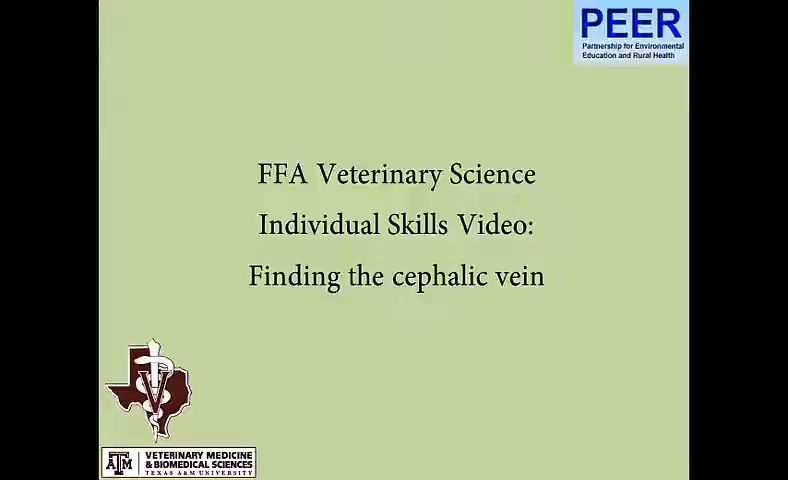 PEER
Partnership for Environmental
Education and Rural Health
FFA Veterinary Science
Individual Skills Video:
Finding the cephalic vein
V
ATM
VETERINARY MEDICINE
& BIOMEDICAL SCIENCES
TEXAS A&M UNIVERSITY